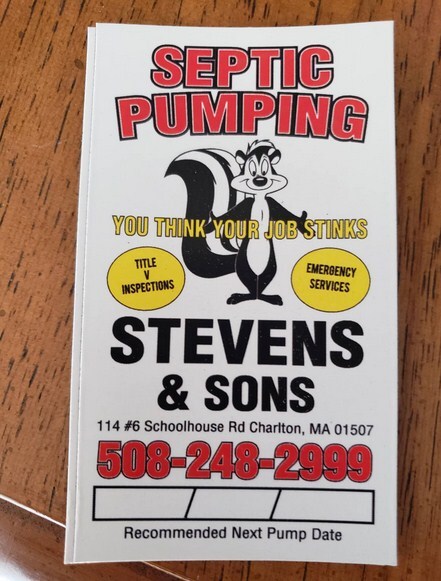 SEPTIC
PUMPING
YOU THINK YOUR JOB STINKS
TITLE
V
INSPECTIONS
EMERGENCY
SERVICES
STEVENS
& SONS
114 #6 Schoolhouse Rd Charlton, MA 01507
508-248-2999
/ /
Recommended Next Pump Date